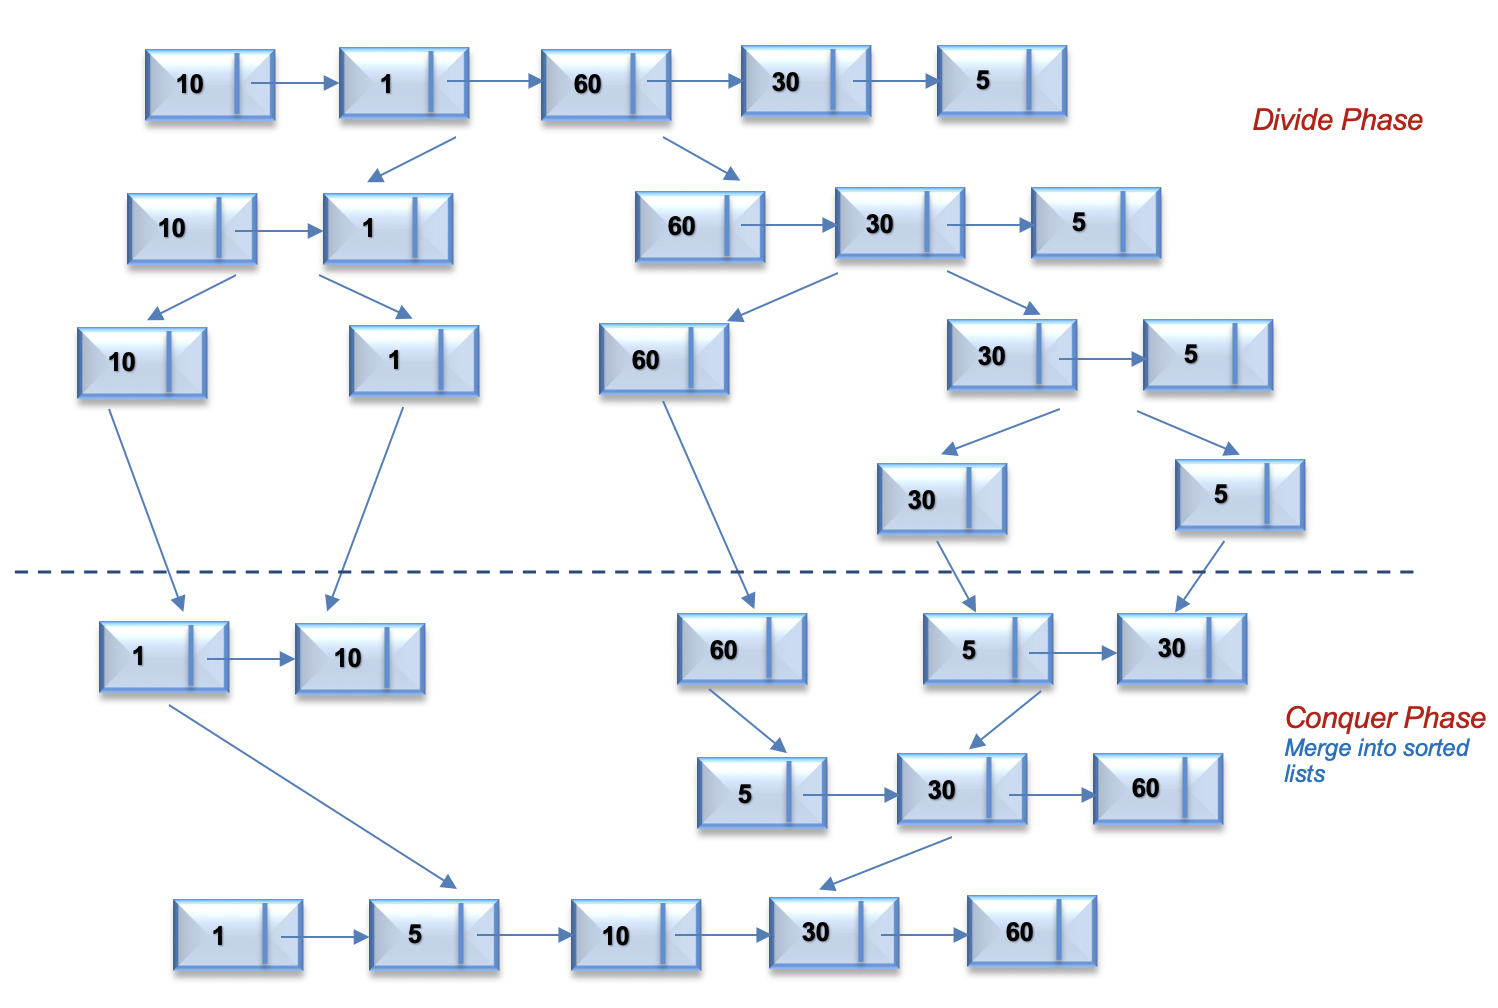 10 1 60 30 5
Divide Phase
10 1 60 30 5
10 1 60 30 5
30 5
1 10 60 5 30
Conquer Phase
Merge into sorted
lists
5 30 60
1 5 10 30 60